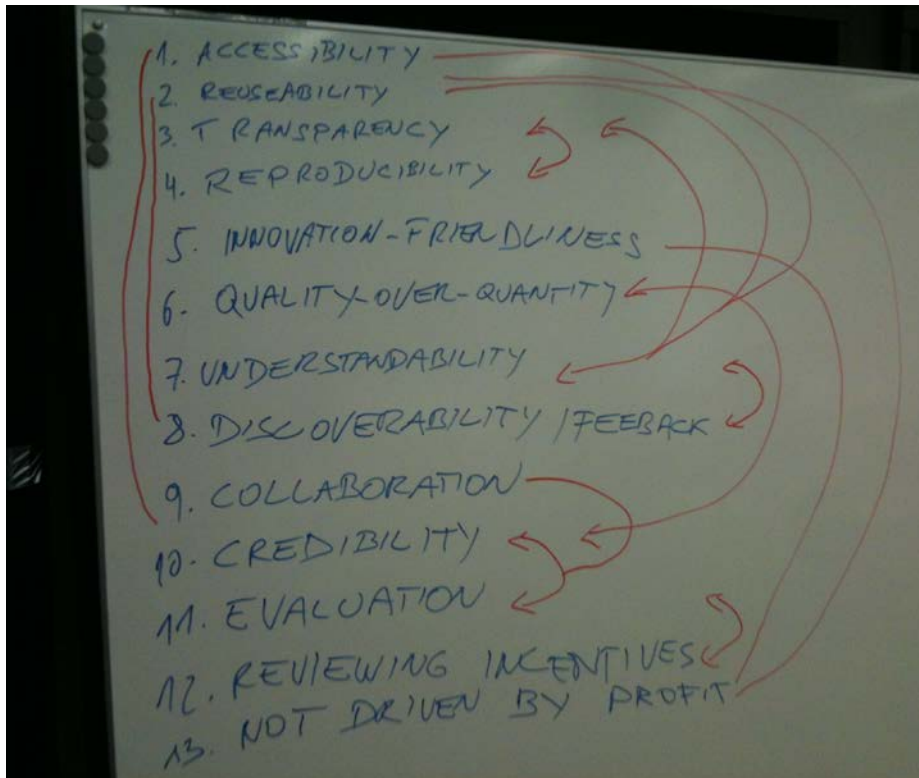 1. ACCESSIBILITY
2. REUSEABILITY
3. TRANSPARENCY
4. REPRODUCIBILITY
5. INNOVATION-FRIENDLINESS
6. QUALITY-OVER-QUANTITY
7. UNDERSTANDABILITY
8. DISCOVERABILITY / FEEBACK
9. COLLABORATION
10. CREDIBILITY
11. EVALUATION
12. REVIEWING INCENTIVES
13. NOT DRIVEN BY PROFIT